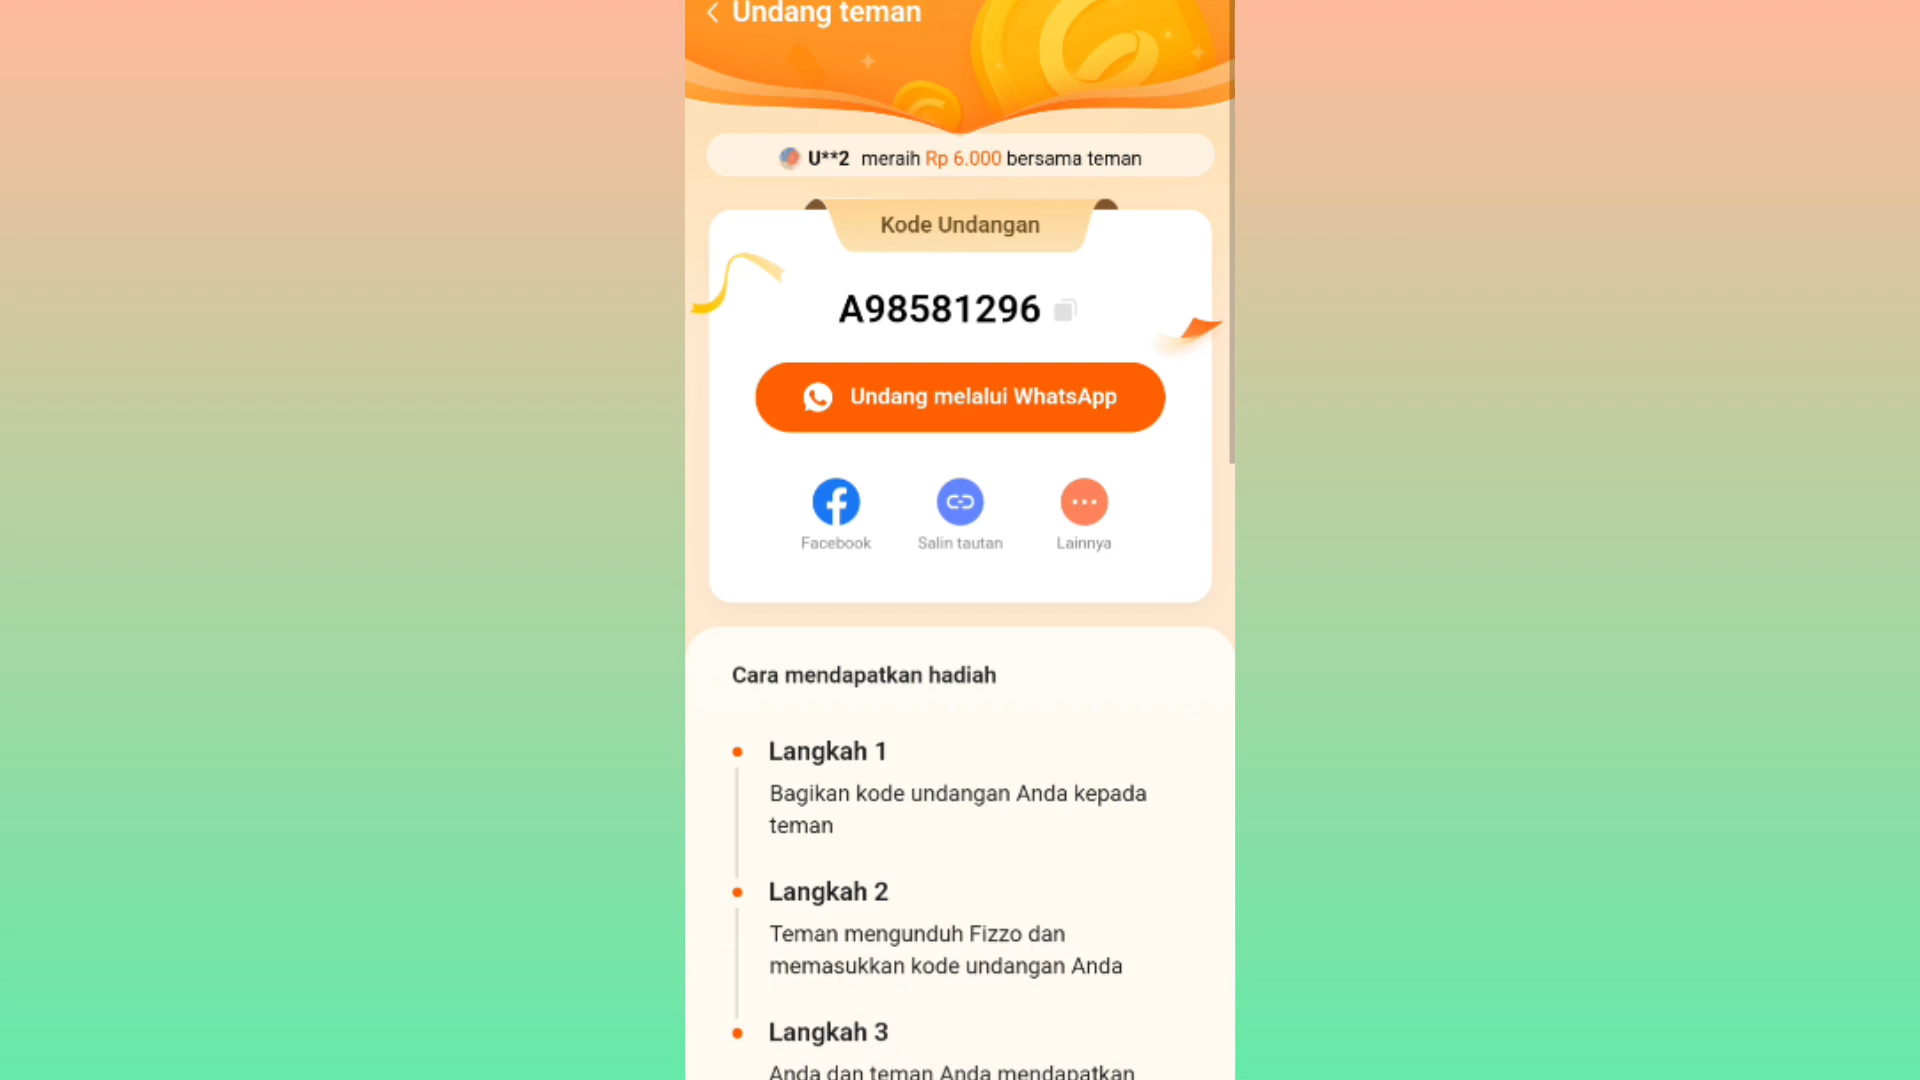 Undang teman
U**2 meraih Rp 6.000 bersama teman
Kode Undangan
A98581296
Undang melalui WhatsApp
Facebook
Salin tautan
Lainnya
Cara mendapatkan hadiah
Langkah 1
Bagikan kode undangan Anda kepada
teman
Langkah 2
Teman mengunduh Fizzo dan
memasukkan kode undangan Anda
Langkah 3
Anda dan teman Anda mendapatkan